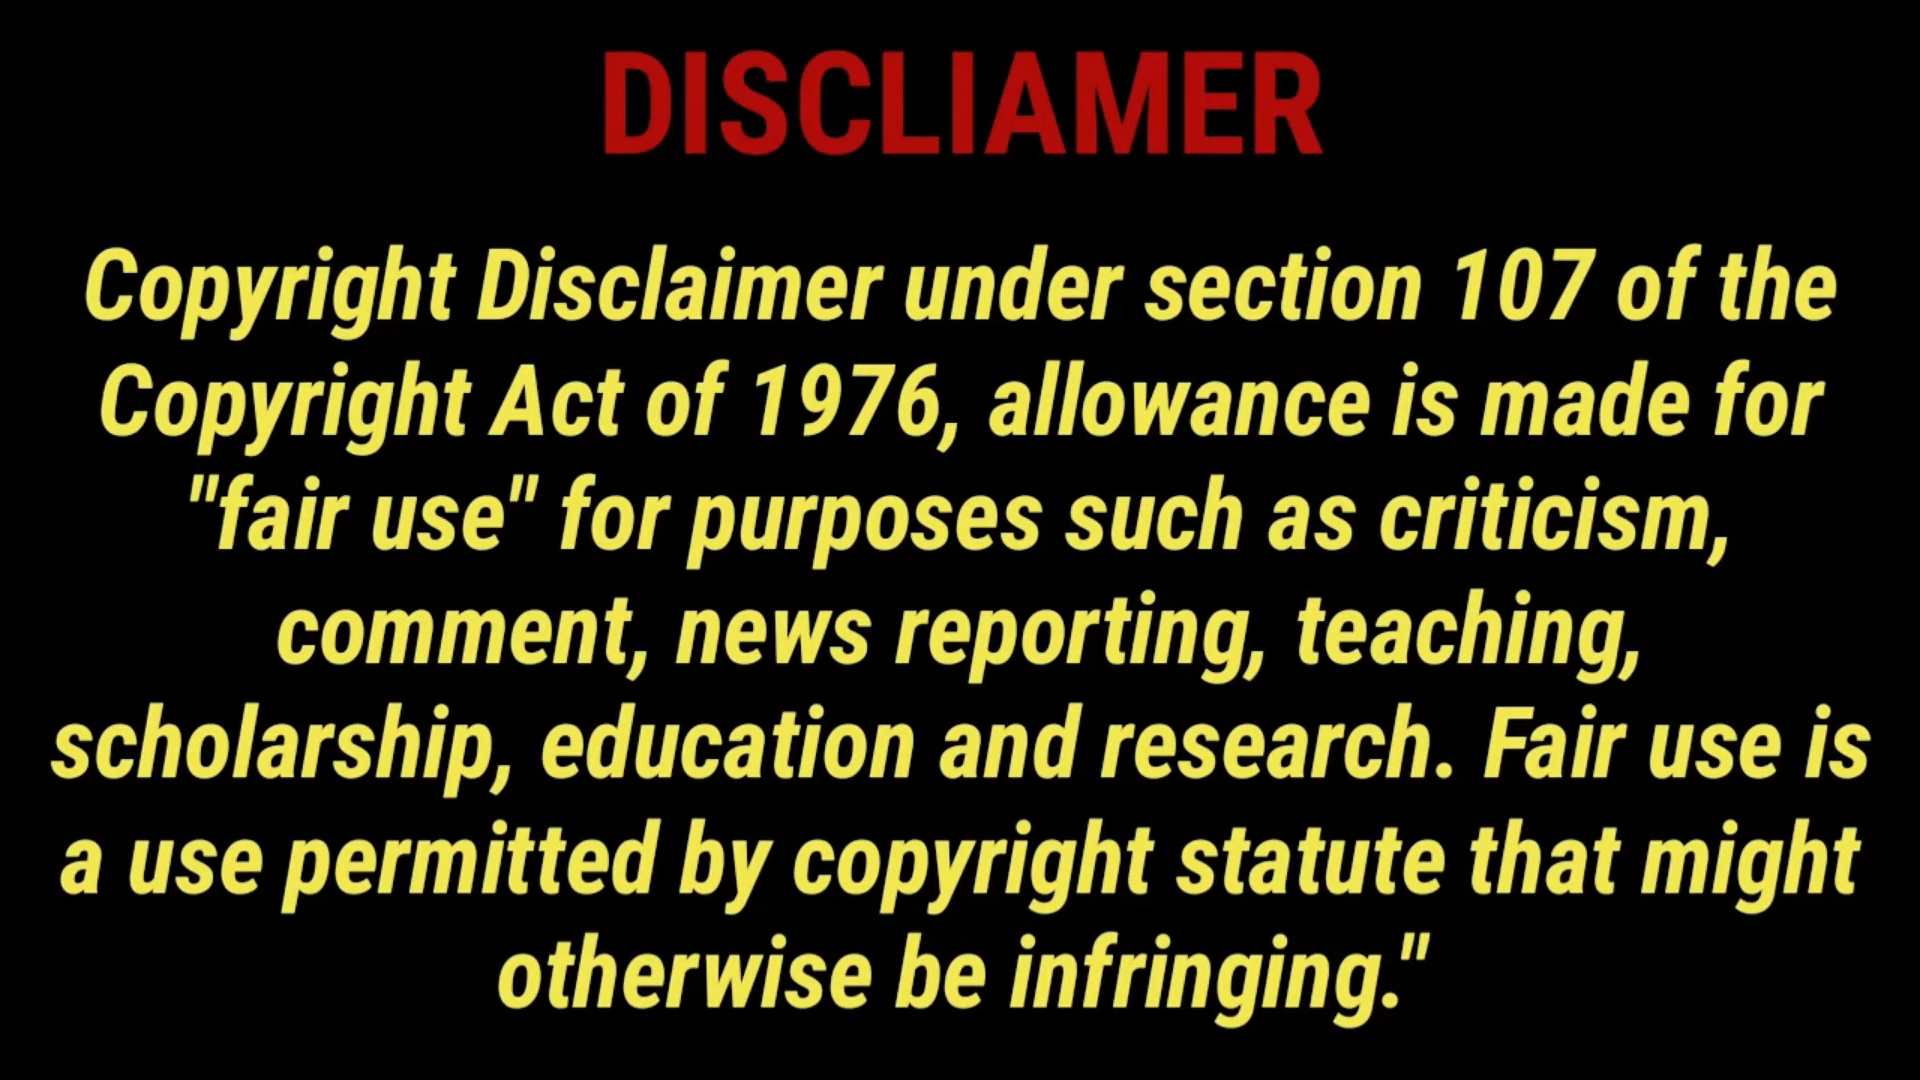 DISCLIAMER
Copyright Disclaimer under section 107 of the
Copyright Act of 1976, allowance is made for
"fair use" for purposes such as criticism,
comment, news reporting, teaching,
scholarship, education and research. Fair use is
a use permitted by copyright statute that might
otherwise be infringing."